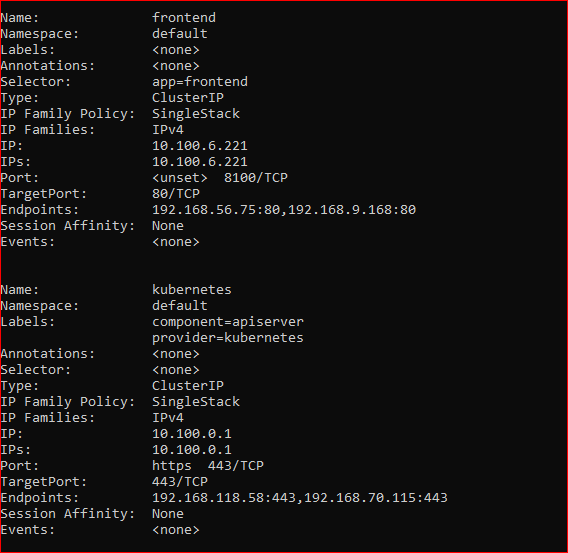 Name: frontend
Namespace: default
Labels: <none>
Annotations: <none>
Selector: app=frontend
Type: ClusterIP
IP Family Policy: SingleStack
IP Families: IPv4
IP: 10.100.6.221
IPs: 10.100.6.221
Port: <unset> 8100/TCP
TargetPort: 80/TCP
Endpoints: 192.168.56.75:80,192.168.9.168:80
Session Affinity: None
Events: <none>
Name: kubernetes
Namespace: default
Labels: component=apiserver
provider=kubernetes
Annotations: <none>
Selector: <none>
Type: ClusterIP
IP Family Policy: SingleStack
IP Families: IPv4
IP: 10.100.0.1
IPs: 10.100.0.1
Port: https 443/TCP
TargetPort: 443/TCP
Endpoints: 192.168.118.58:443,192.168.70.115:443
Session Affinity: None
Events: <none>